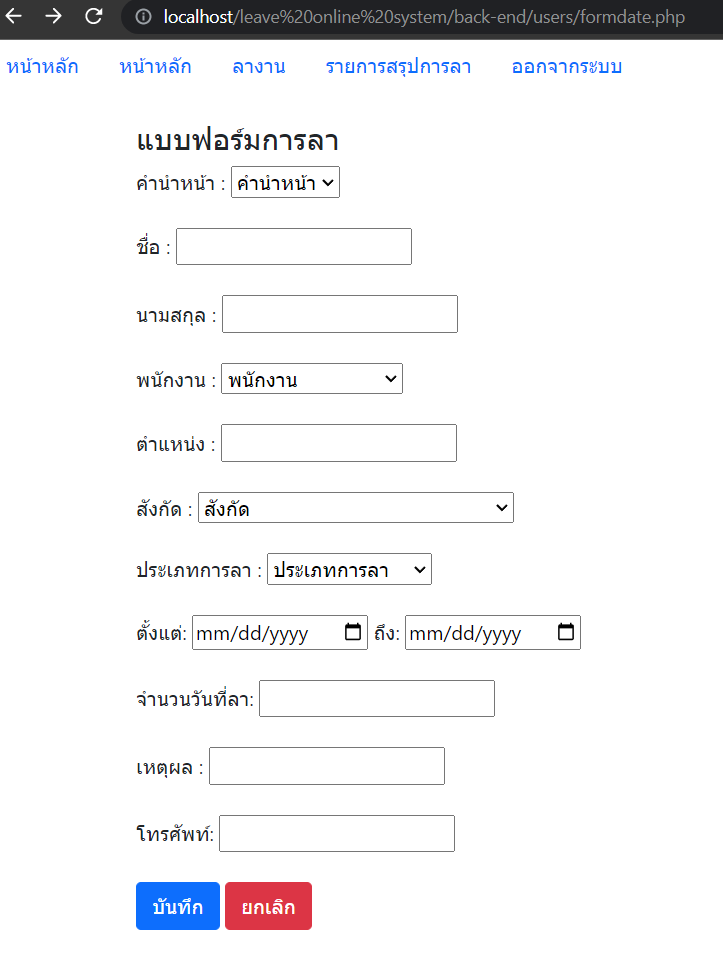 localhost/leave%20online%20system/back-end/users/formdate.php
หน้าหลัก หน้าหลัก ลางาน รายการสรุปการลา ออกจากระบบ
แบบฟอร์มการลา
คำนำหน้า : คำนำหน้า
ชื่อ :
นามสกุล :
พนักงาน : พนักงาน
ตำแหน่ง :
สังกัด : สังกัด
ประเภทการลา : ประเภทการลา
ตั้งแต่: mm/dd/yyyy ถึง: mm/dd/yyyy
จำนวนวันที่ลา:
เหตุผล :
โทรศัพท์:
บันทึก ยกเลิก